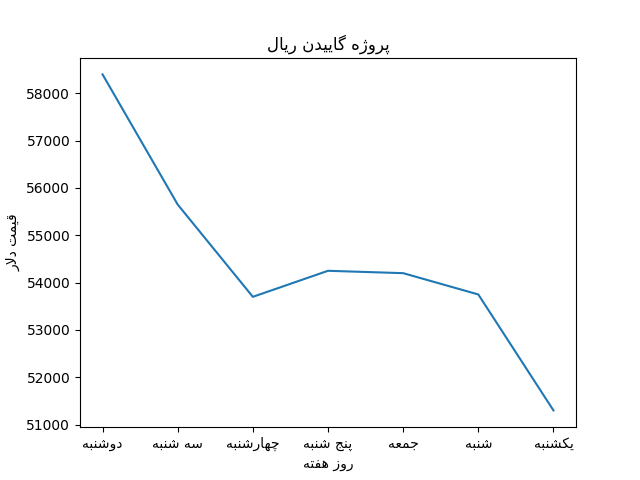 پروژه گاییدن ریال
قیمت دلار
58000
57000
56000
55000
54000
53000
52000
51000
دوشنبه
سه شنبه
چهارشنبه
پنج شنبه
جمعه
شنبه
یکشنبه
روز هفته